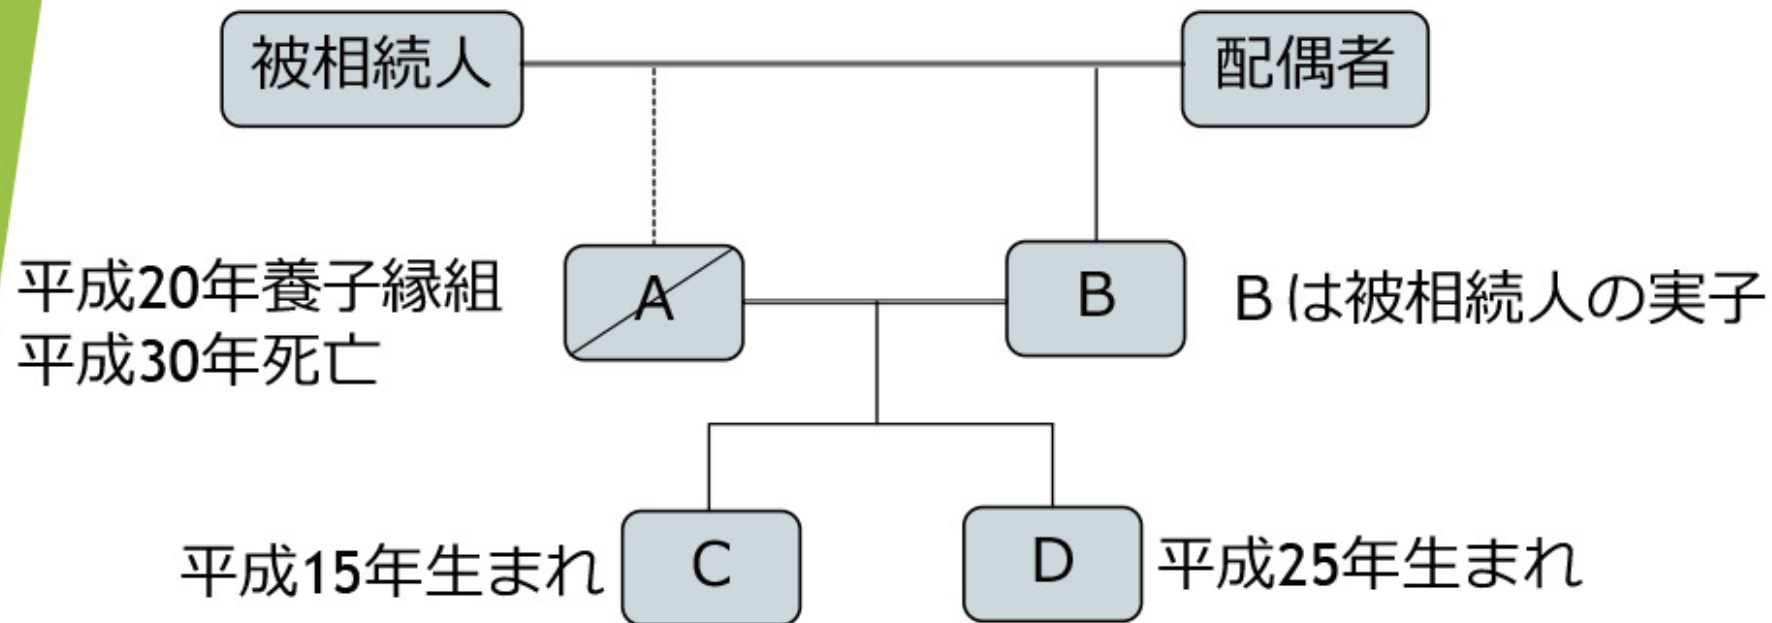 被相続人
配偶者
平成20年養子縁組
平成30年死亡
A
B
Bは被相続人の実子
平成15年生まれ
C
D
平成25年生まれ